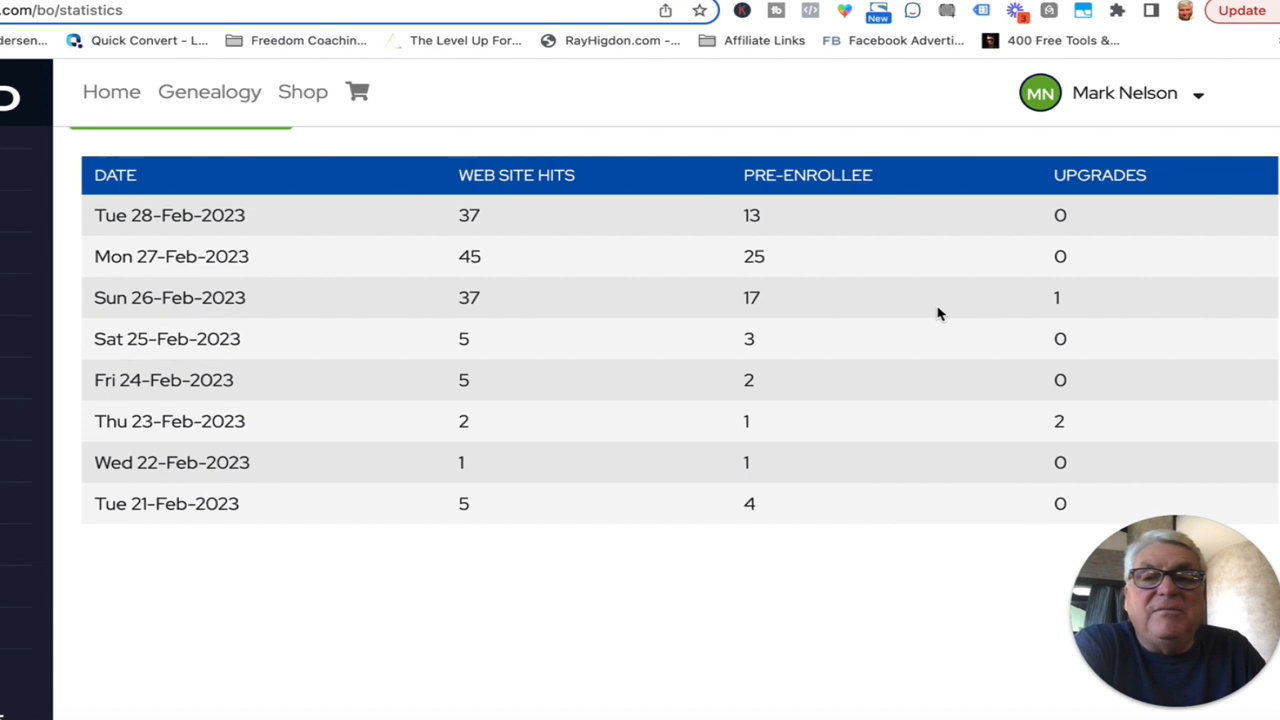 .com/bo/statistics
New
3
Update
dersen...
Quick Convert - L...
Freedom Coachin...
The Level Up For...
RayHigdon.com -...
Affiliate Links
FB Facebook Adverti...
400 Free Tools &...
Home Genealogy Shop
MN Mark Nelson
DATE WEB SITE HITS PRE-ENROLLEE UPGRADES
Tue 28-Feb-2023 37 13 0
Mon 27-Feb-2023 45 25 0
Sun 26-Feb-2023 37 17 1
Sat 25-Feb-2023 5 3 0
Fri 24-Feb-2023 5 2 0
Thu 23-Feb-2023 2 1 2
Wed 22-Feb-2023 1 1 0
Tue 21-Feb-2023 5 4 0